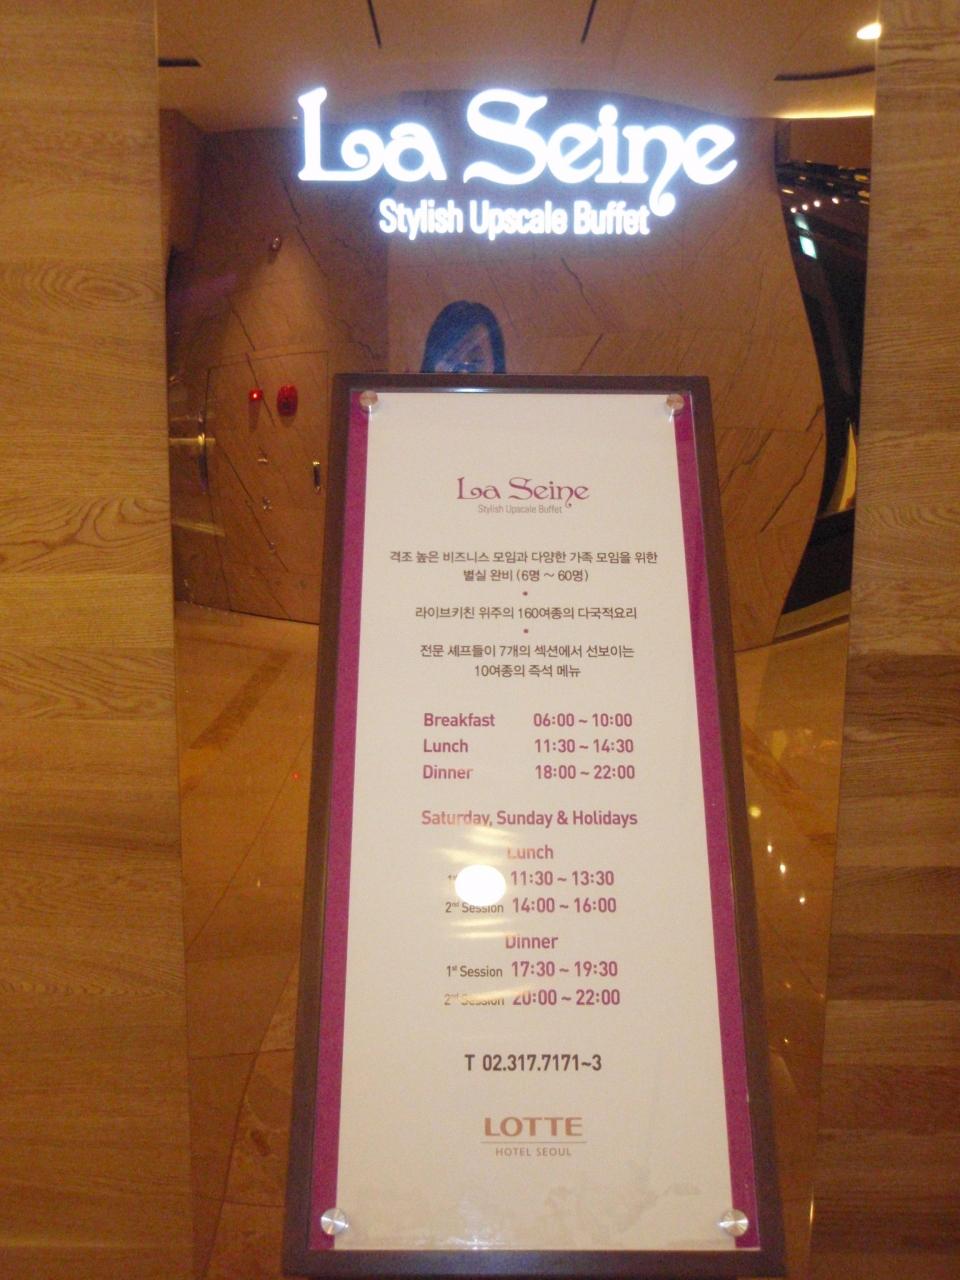 La Seine
Stylish Upscale Buffet
La Seine
Stylish Upscale Buffet
격조 높은 비즈니스 모임과 다양한 가족 모임을 위한
별실 완비 (6명 ~ 60명)
라이브키친 위주의 160여종의 다국적요리
전문 셰프들이 7개의 섹션에서 선보이는
10여종의 즉석 메뉴
Breakfast 06:00 ~ 10:00
Lunch 11:30 ~ 14:30
Dinner 18:00 ~ 22:00
Saturday, Sunday & Holidays
Lunch
11:30 ~ 13:30
2nd Session 14:00 ~ 16:00
Dinner
1st Session 17:30 ~ 19:30
2nd Session 20:00 ~ 22:00
T 02.317.7171~3
LOTTE
HOTEL SEOUL